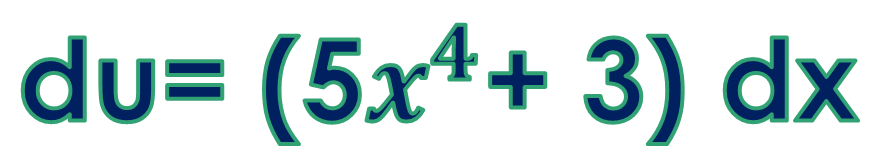 du= (5x⁴+ 3) dx